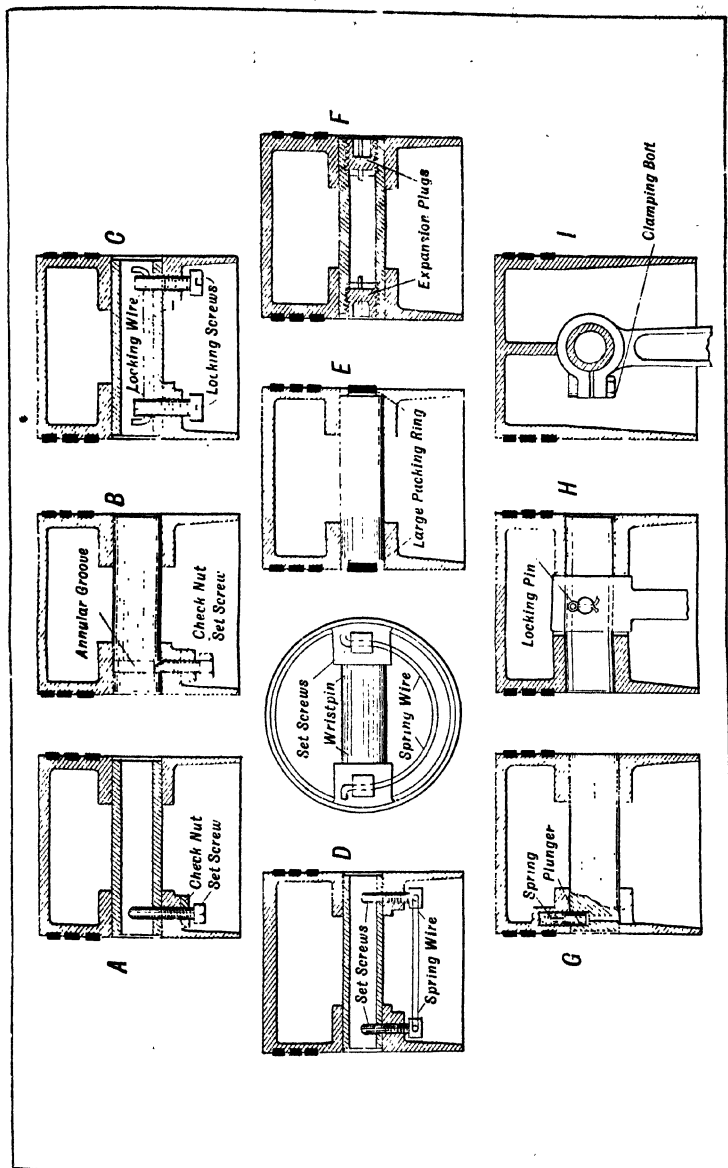 A
Check Nut
Set Screw
B
Annular Groove
Check Nut
Set Screw
C
Locking Wire
Locking Screws
D
Set Screws
Spring Wire
Set Screws
Wristpin
Spring Wire
E
Large Packing Ring
F
Expansion Plugs
G
Spring
Plunger
H
Locking Pin
I
Clamping Bolt